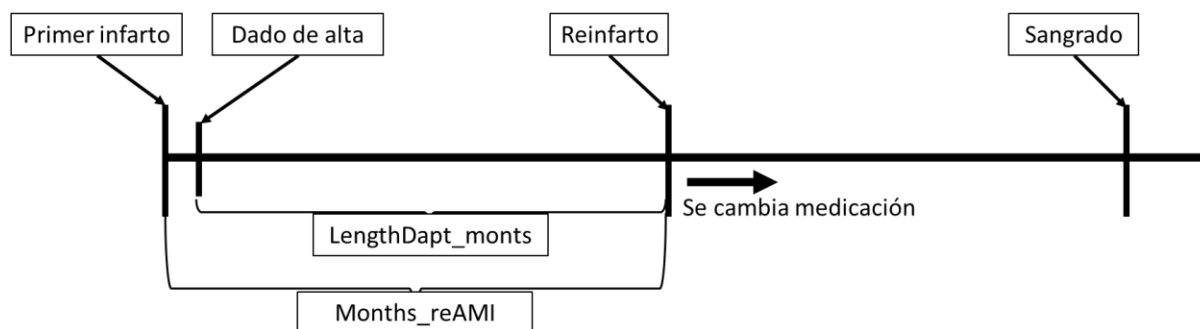 Primer infarto
Dado de alta
Reinfarto
Sangrado
Se cambia medicación
LengthDapt_monts
Months_reAMI